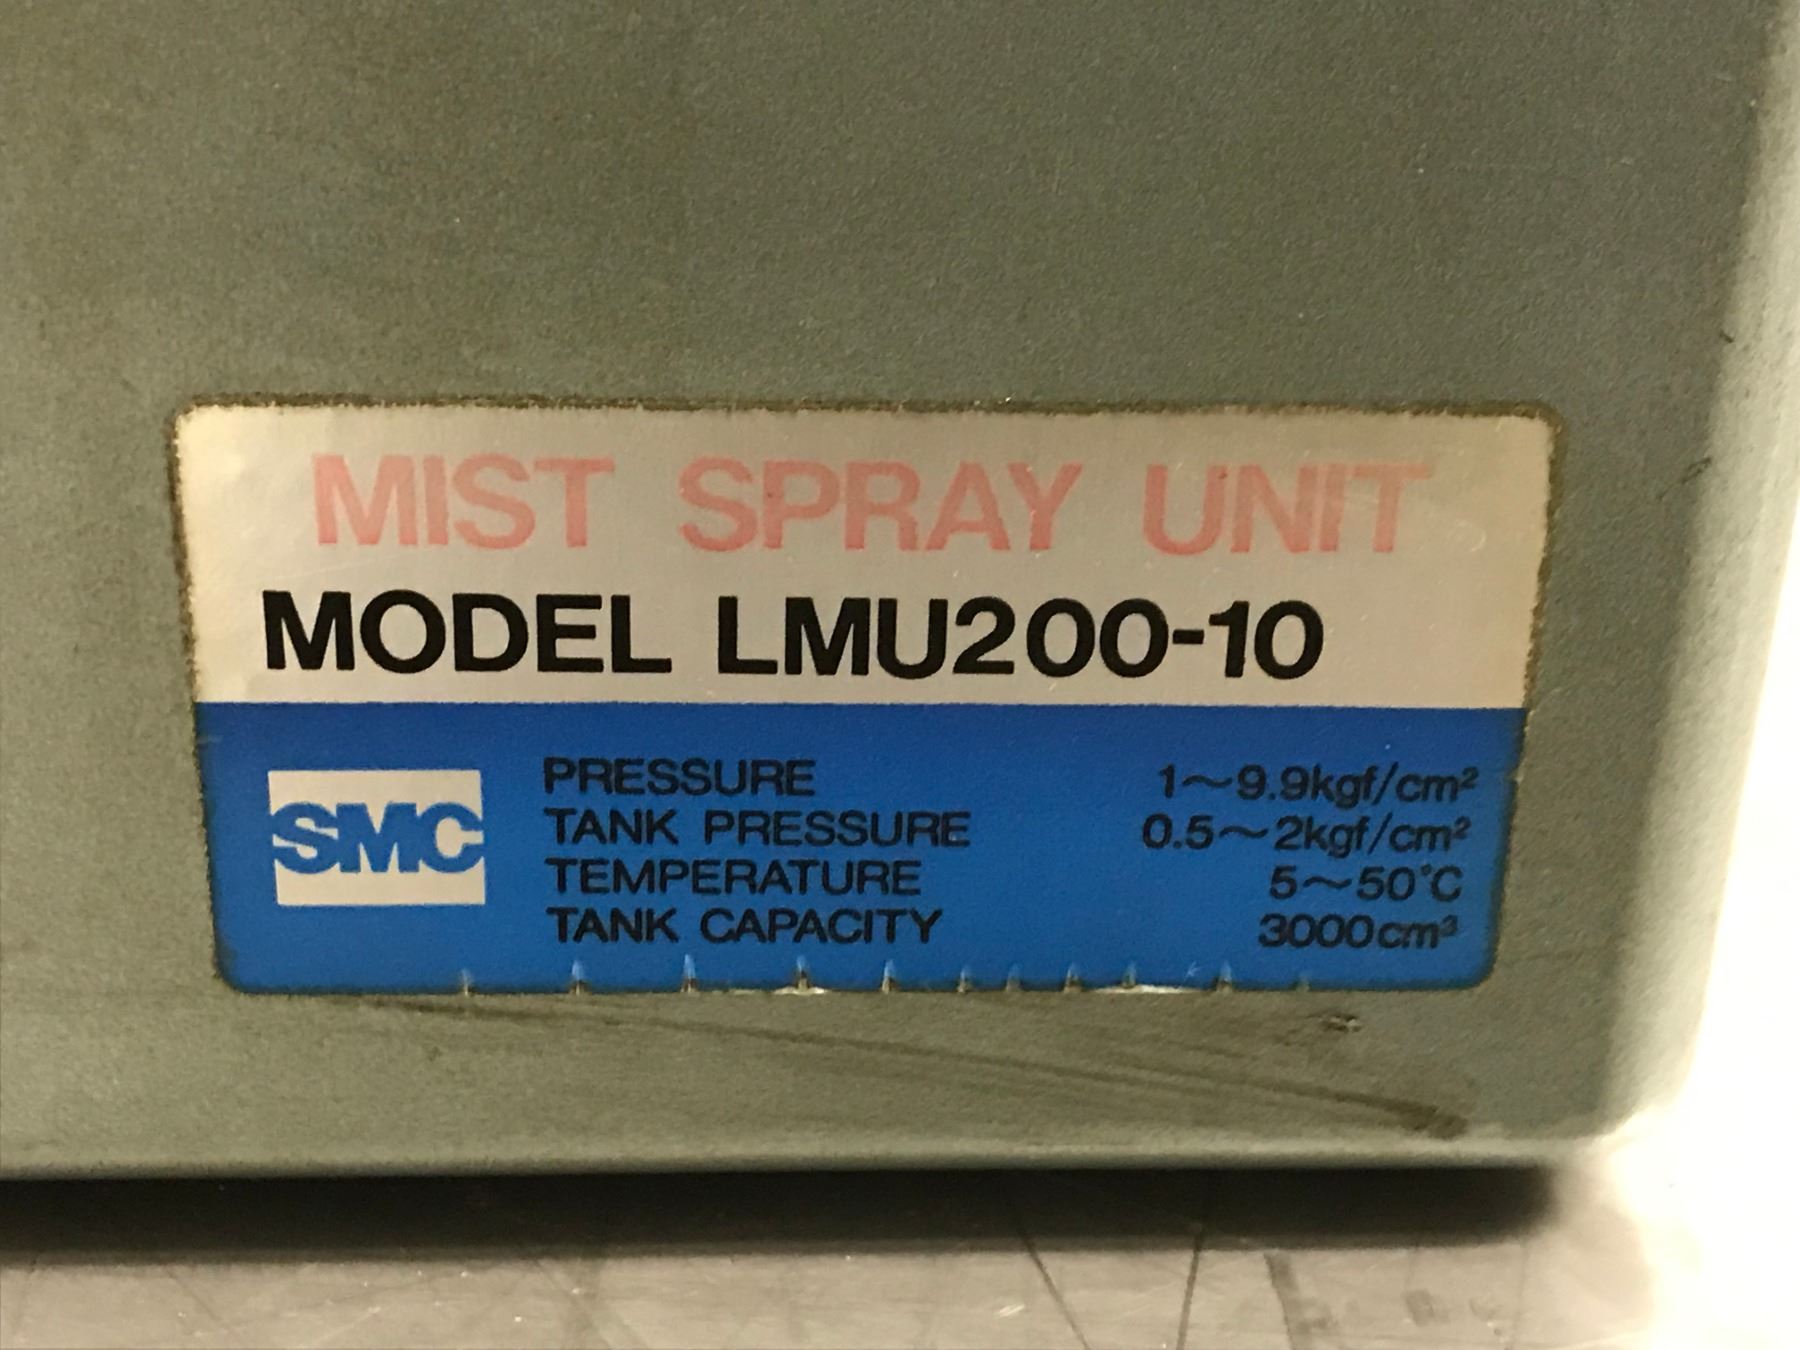 MIST SPRAY UNIT
MODEL LMU200-10
SMC
PRESSURE 1~9.9kgf/cm²
TANK PRESSURE 0.5~2kgf/cm²
TEMPERATURE 5~50°C
TANK CAPACITY 3000cm³